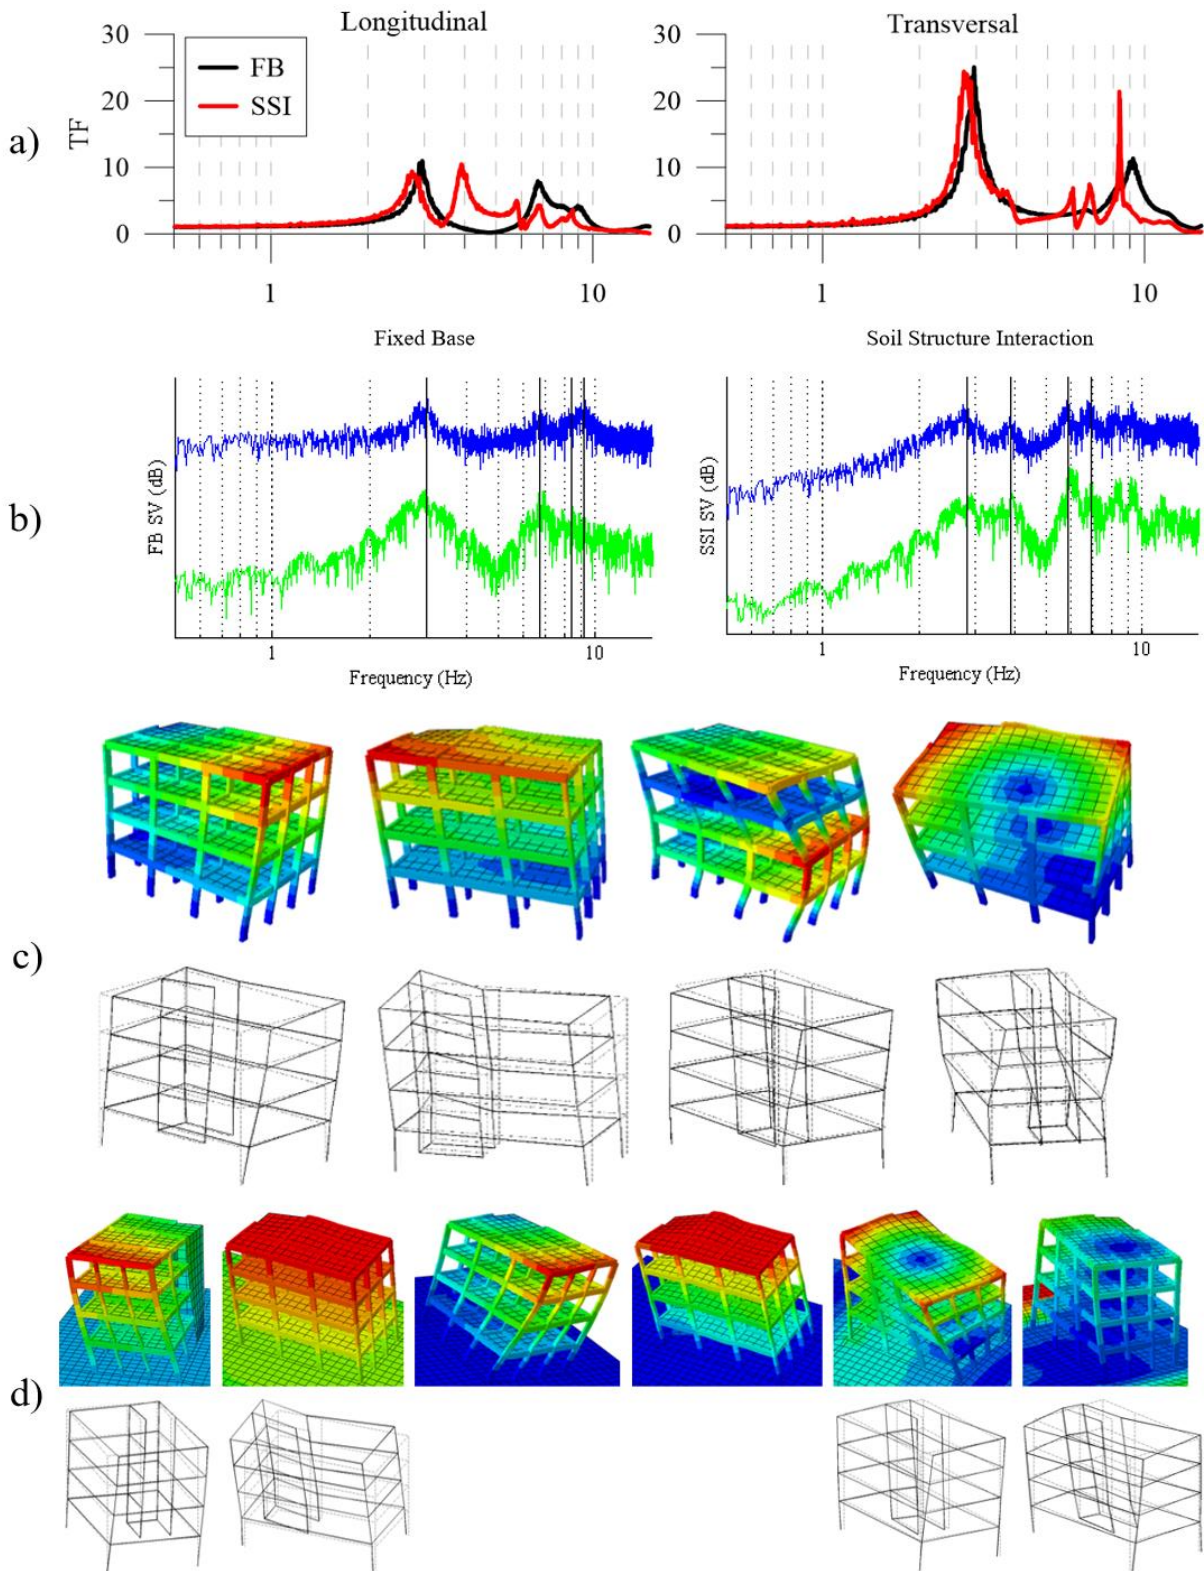 Longitudinal
Transversal
a)
TF
30
20
10
0
FB
SSI
1
10
30
20
10
0
1
10
Fixed Base
Soil Structure Interaction
b)
FB SV (dB)
1
10
Frequency (Hz)
SSI SV (dB)
1
10
Frequency (Hz)
c)
d)